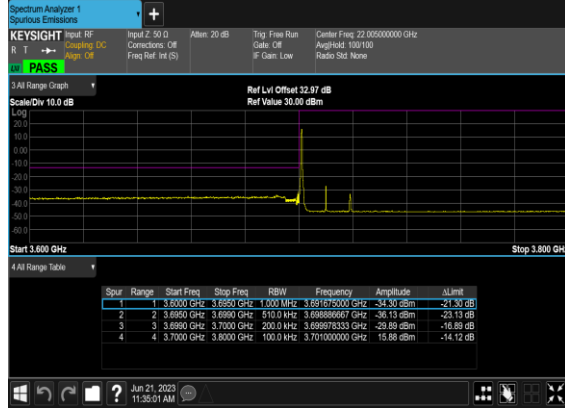 Spectrum Analyzer 1
Spurious Emissions
+
KEYSIGHT Input: RF Input Z: 50 Ω Atten: 20 dB Trig: Free Run Center Freq: 22.005000000 GHz
R T Coupling: DC Corrections: Off Gate: Off Avg|Hold: 100/100
Align: Off Freq Ref: Int (S) IF Gain: Low Radio Std: None
PASS
3 All Range Graph Ref Lvl Offset 32.97 dB
Scale/Div 10.0 dB Ref Value 30.00 dBm
Log
20.0
10.0
0.00
-10.0
-20.0
-30.0
-40.0
-50.0
-60.0
Start 3.600 GHz Stop 3.800 GHz
4 All Range Table
Spur Range Start Freq Stop Freq RBW Frequency Amplitude ΔLimit
1 1 3.6000 GHz 3.6950 GHz 1.000 MHz 3.691675000 GHz -34.30 dBm -21.30 dB
2 2 3.6950 GHz 3.6990 GHz 510.0 kHz 3.698886667 GHz -36.13 dBm -23.13 dB
3 3 3.6990 GHz 3.7000 GHz 200.0 kHz 3.699978333 GHz -29.89 dBm -16.89 dB
4 4 3.7000 GHz 3.8000 GHz 100.0 kHz 3.701000000 GHz 15.88 dBm -14.12 dB
? Jun 21, 2023
11:35:01 AM